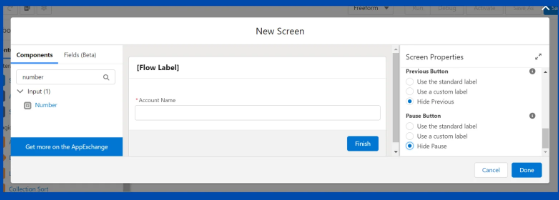 Freeform
New Screen
Components
Fields (Beta)
number
Input (1)
Number
Get more on the AppExchange
[Flow Label]
*Account Name
Finish
Screen Properties
Previous Button
Use the standard label
Use a custom label
Hide Previous
Pause Button
Use the standard label
Use a custom label
Hide Pause
Cancel
Done
Collection Sort